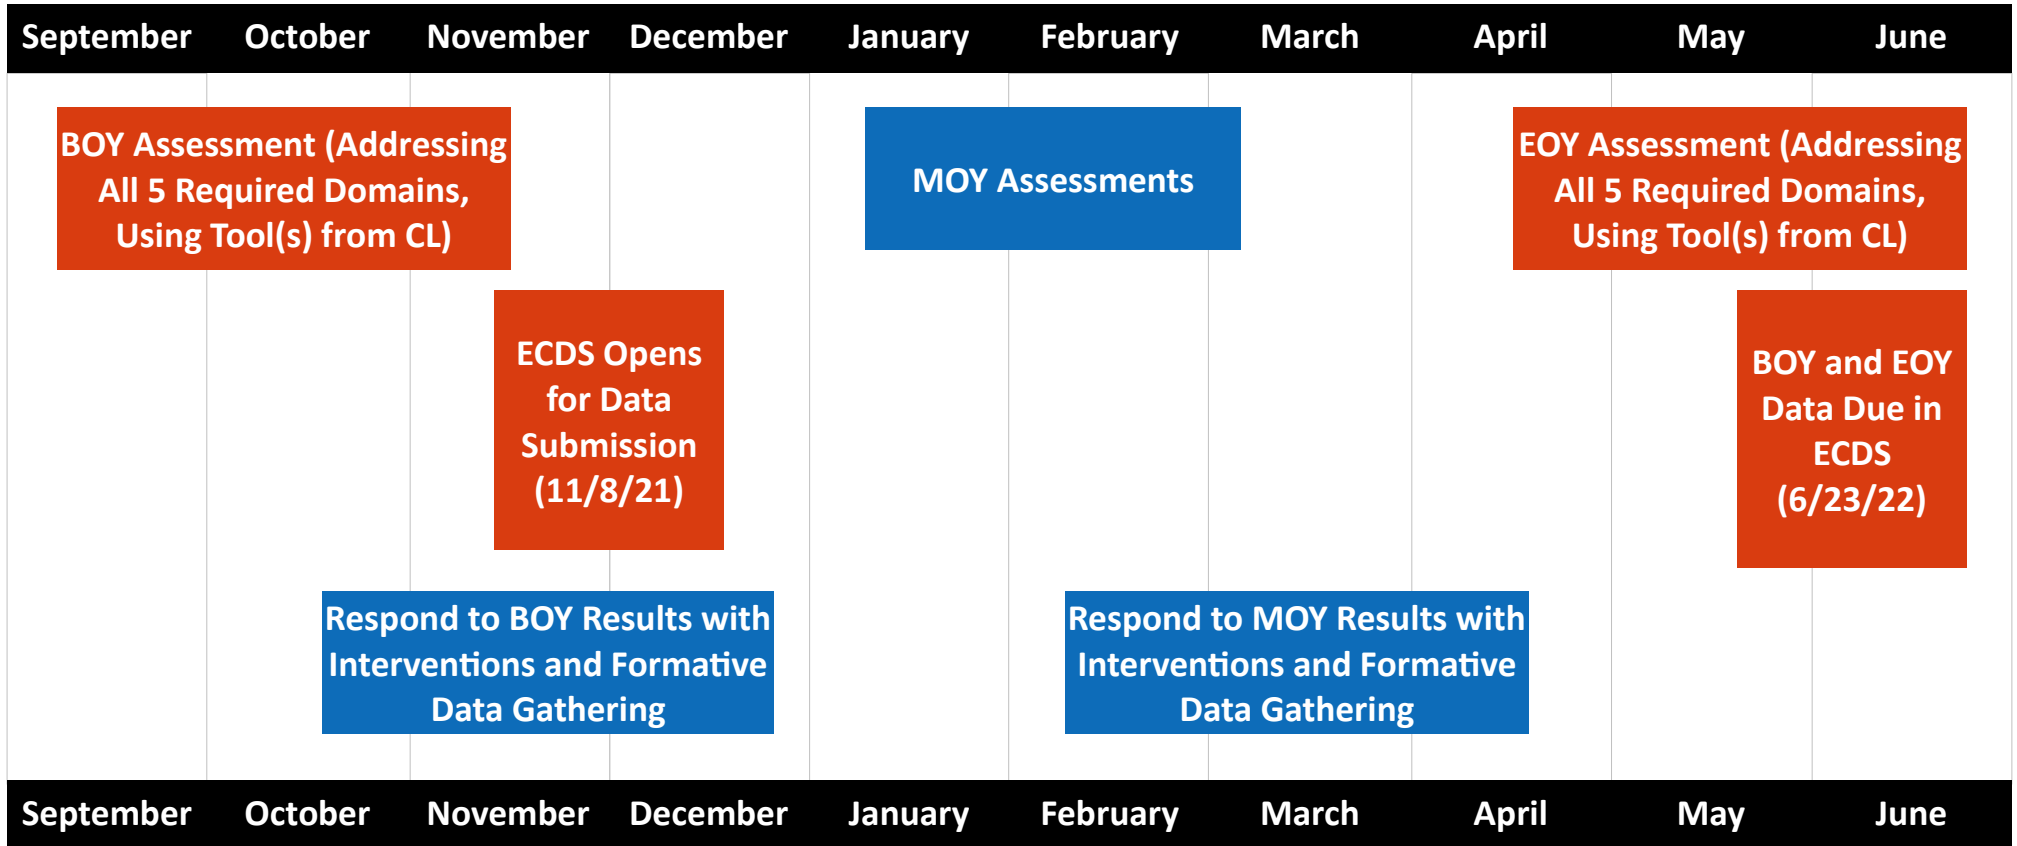 September October November December January February March April May June
BOY Assessment (Addressing
All 5 Required Domains,
Using Tool(s) from CL)
MOY Assessments
EOY Assessment (Addressing
All 5 Required Domains,
Using Tool(s) from CL)
ECDS Opens
for Data
Submission
(11/8/21)
BOY and EOY
Data Due in
ECDS
(6/23/22)
Respond to BOY Results with
Interventions and Formative
Data Gathering
Respond to MOY Results with
Interventions and Formative
Data Gathering
September October November December January February March April May June